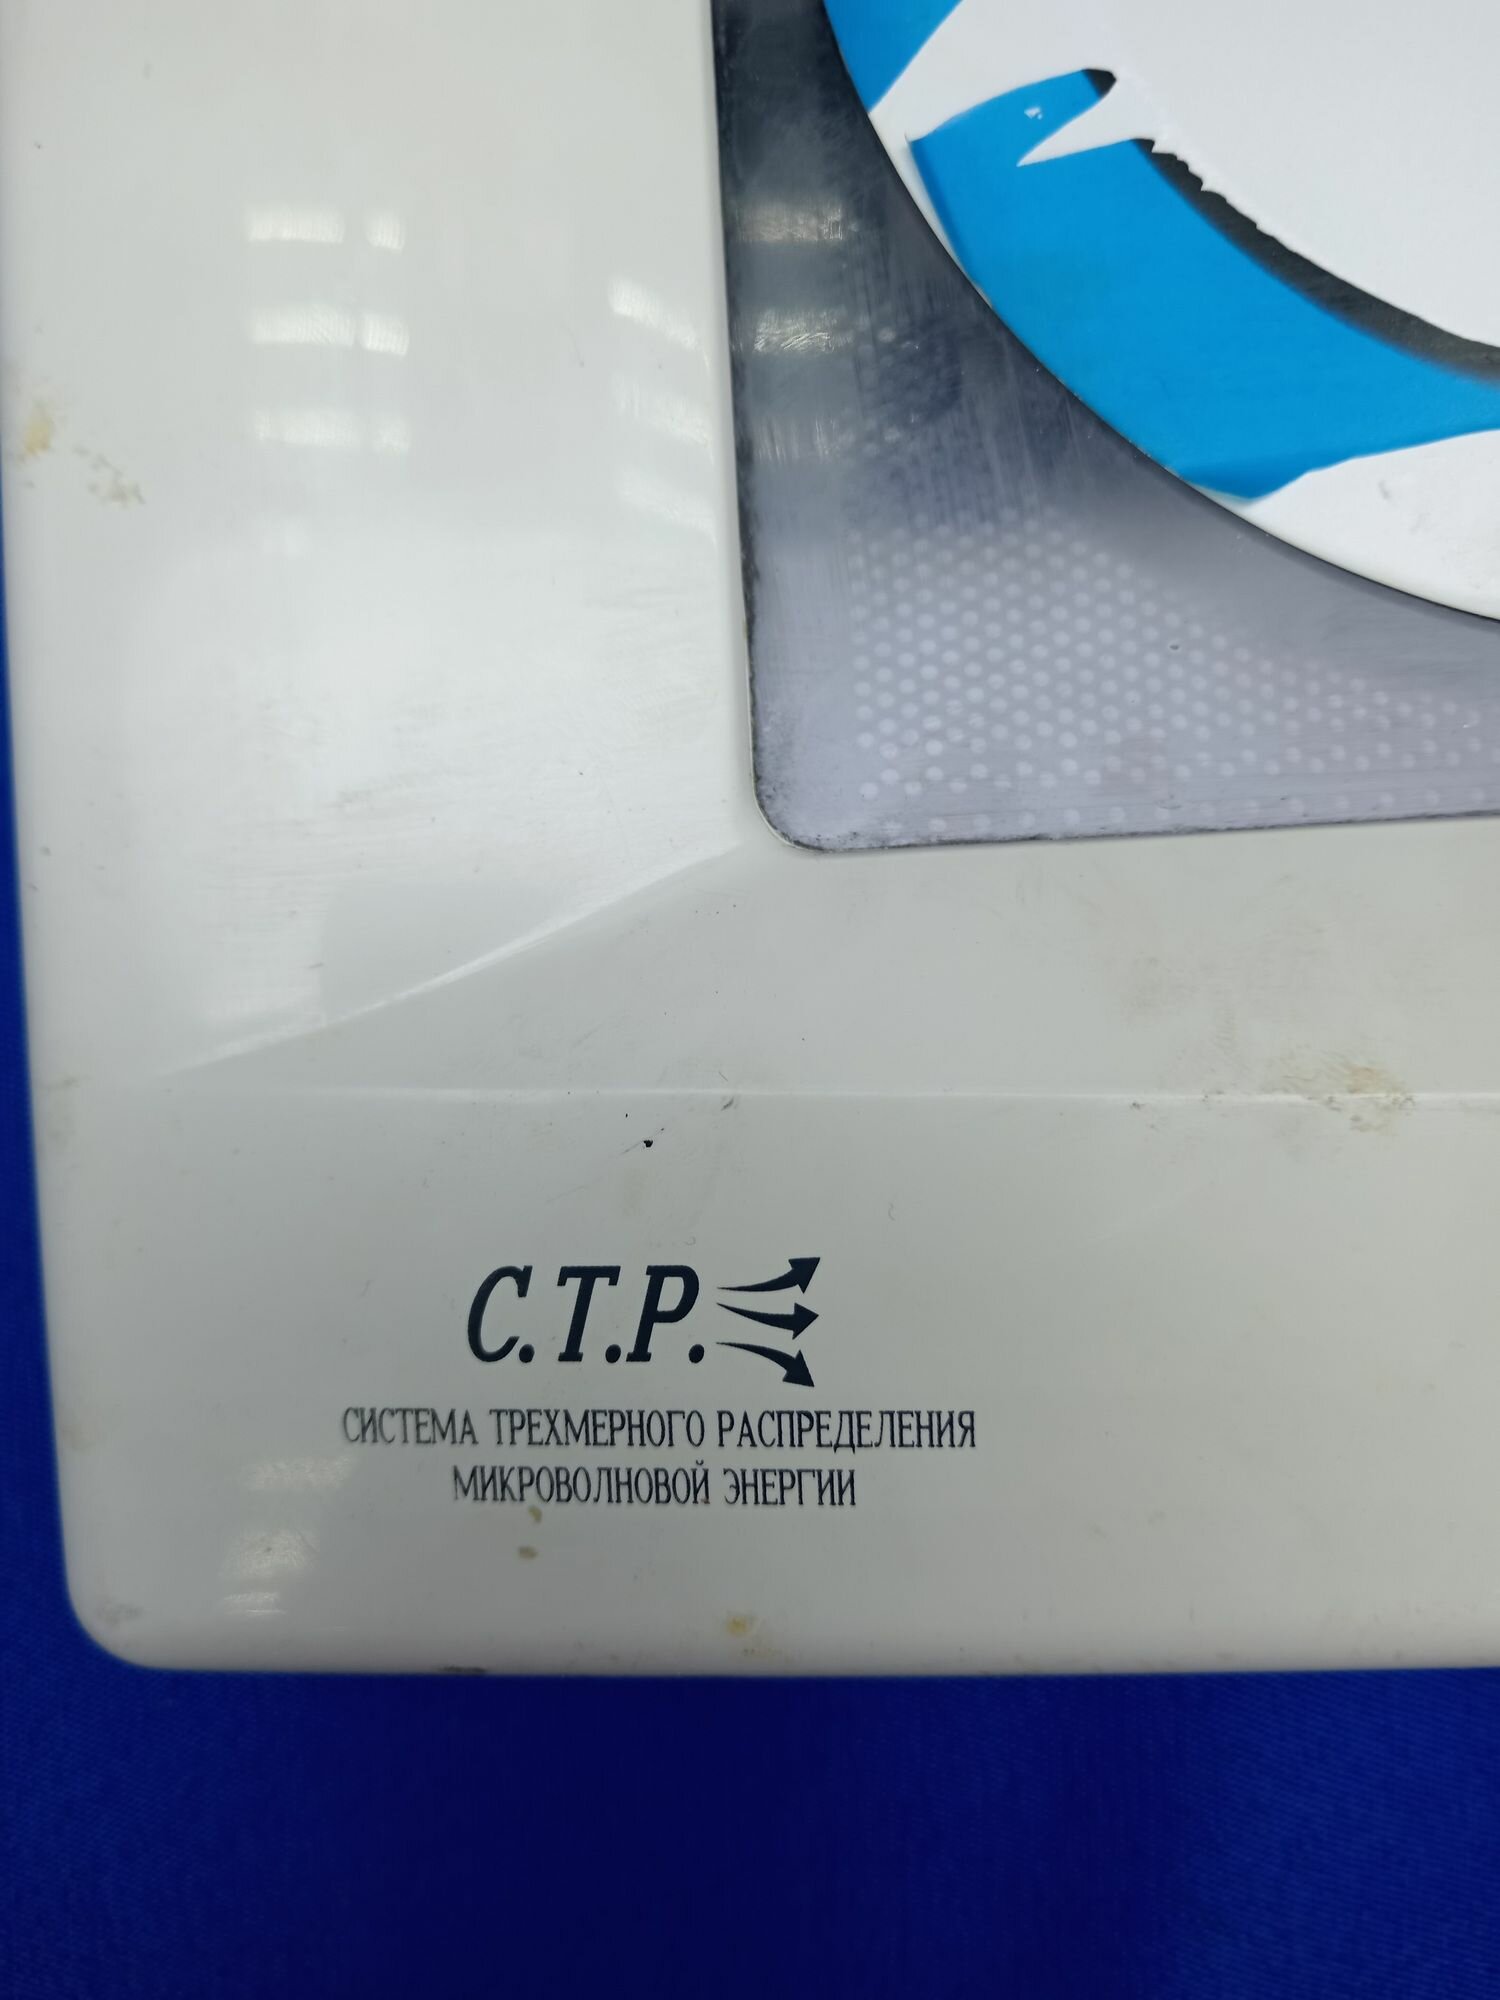 С.Т.Р.
СИСТЕМА ТРЕХМЕРНОГО РАСПРЕДЕЛЕНИЯ
МИКРОВОЛНОВОЙ ЭНЕРГИИ